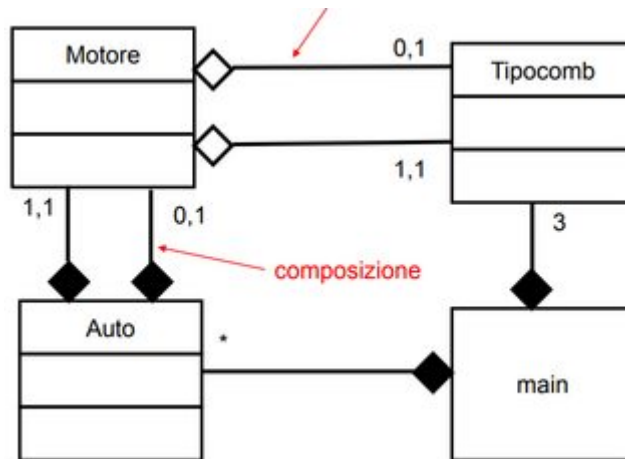 Motore
0,1
Tipocomb
1,1
1,1
0,1
3
composizione
Auto
*
main